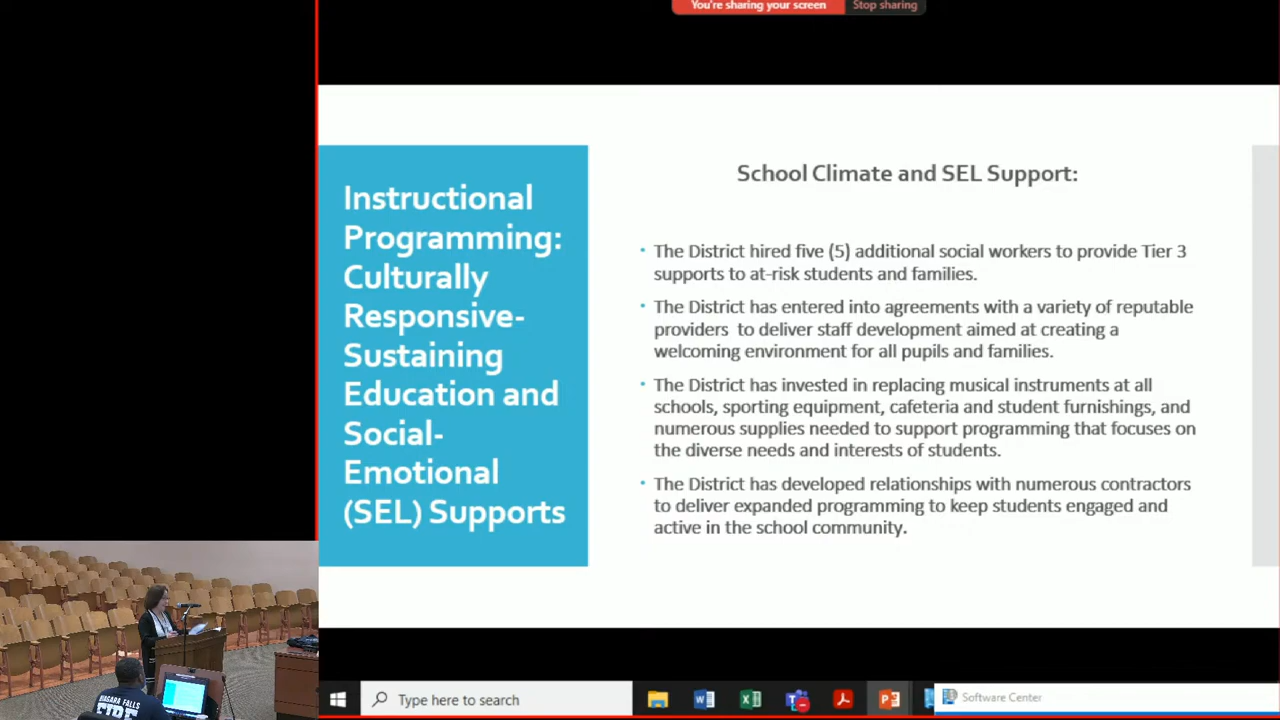 You're sharing your screen
Stop sharing
Instructional
Programming:
Culturally
Responsive-
Sustaining
Education and
Social-
Emotional
(SEL) Supports
School Climate and SEL Support:
• The District hired five (5) additional social workers to provide Tier 3
supports to at-risk students and families.
• The District has entered into agreements with a variety of reputable
providers to deliver staff development aimed at creating a
welcoming environment for all pupils and families.
• The District has invested in replacing musical instruments at all
schools, sporting equipment, cafeteria and student furnishings, and
numerous supplies needed to support programming that focuses on
the diverse needs and interests of students.
• The District has developed relationships with numerous contractors
to deliver expanded programming to keep students engaged and
active in the school community.
NIAGARA FALLS
FIRE
Type here to search
Software Center